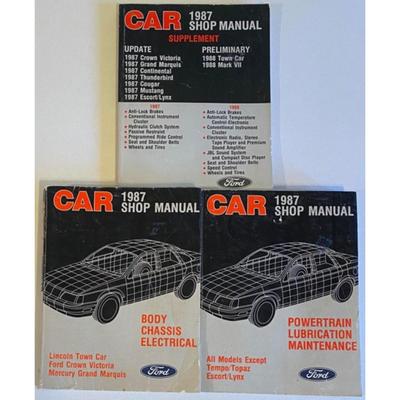 CAR 1987
SHOP MANUAL
SUPPLEMENT
UPDATE
1987 Crown Victoria
1987 Grand Marquis
1987 Continental
1987 Thunderbird
1987 Cougar
1987 Mustang
1987 Escort/Lynx
PRELIMINARY
1988 Town Car
1988 Mark VII
1987
• Anti-Lock Brakes
• Conventional Instrument
Cluster
• Hydraulic Clutch System
• Passive Restraint
• Programmed Ride Control
• Seat and Shoulder Belts
• Wheels and Tires
1988
• Anti-Lock Brakes
• Automatic Temperature
Control-Electronic
• Conventional Instrument
Cluster
• Electronic Radio, Stereo
Tape Player and Premium
Sound Amplifier
• JBL Sound System
and Compact Disc Player
• Seat and Shoulder Belts
• Speed Control
• Wheels and Tires
Ford
CAR 1987
SHOP MANUAL
BODY
CHASSIS
ELECTRICAL
Lincoln Town Car
Ford Crown Victoria
Mercury Grand Marquis
Ford
CAR 1987
SHOP MANUAL
POWERTRAIN
LUBRICATION
MAINTENANCE
All Models Except
Tempo/Topaz
Escort/Lynx
Ford